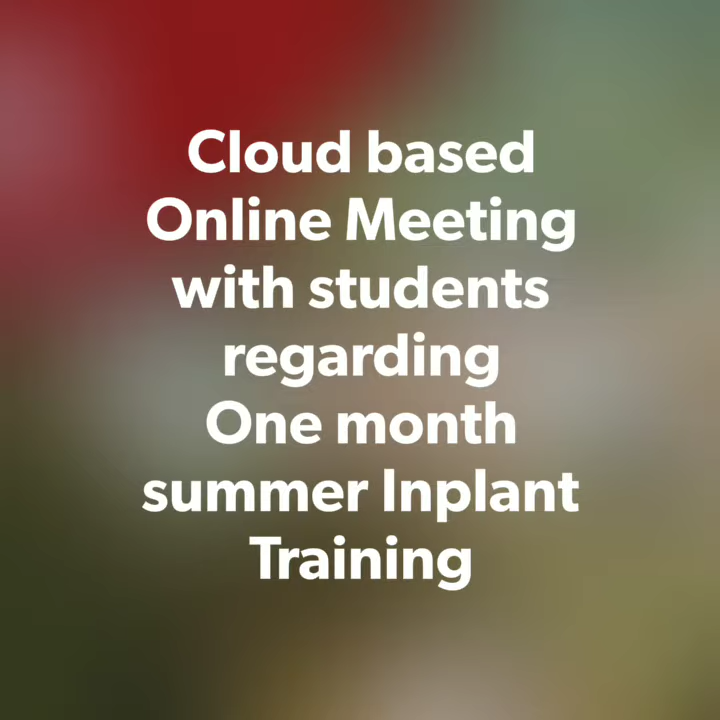 Cloud based
Online Meeting
with students
regarding
One month
summer Inplant
Training